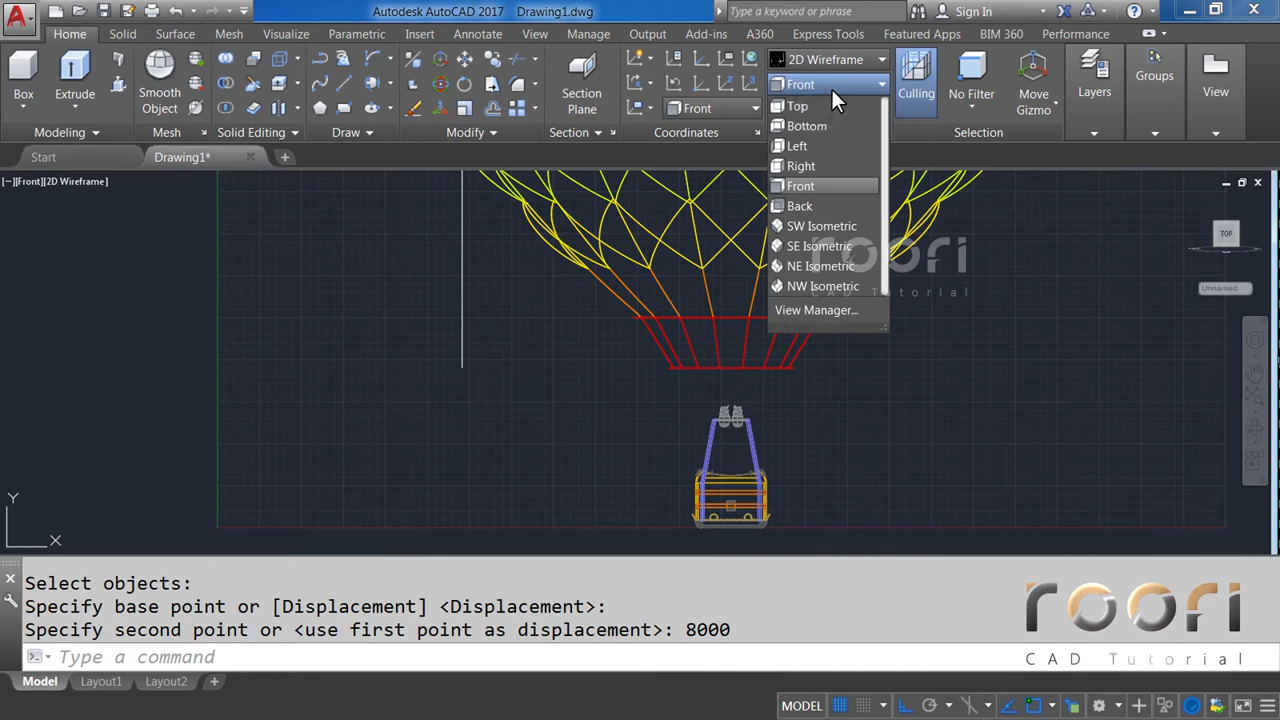 Autodesk AutoCAD 2017 Drawing1.dwg
Type a keyword or phrase
Sign In
Home Solid Surface Mesh Visualize Parametric Insert Annotate View Manage Output Add-ins A360 Express Tools Featured Apps BIM 360 Performance
Box
Extrude
Smooth
Object
Section
Plane
Front
2D Wireframe
Front
Culling
No Filter
Move
Gizmo
Layers
Groups
View
Modeling
Mesh
Solid Editing
Draw
Modify
Section
Coordinates
Selection
Top
Bottom
Left
Right
Front
Back
SW Isometric
SE Isometric
NE Isometric
NW Isometric
View Manager...
Start
Drawing1*
[−][Front][2D Wireframe]
TOP
Unnamed
roofi
CAD Tutorial
Y
X
Select objects:
Specify base point or [Displacement] <Displacement>:
Specify second point or <use first point as displacement>: 8000
Type a command
roofi
CAD Tutorial
Model Layout1 Layout2
MODEL